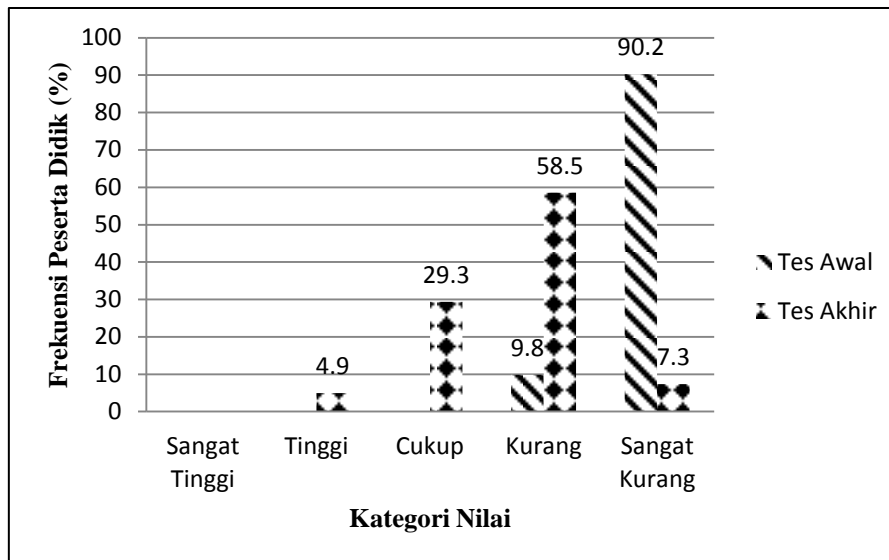 Frekuensi Peserta Didik (%)
100
90
80
70
60
50
40
30
20
10
0
4.9
29.3
9.8
58.5
90.2
7.3
Sangat
Tinggi
Tinggi
Cukup
Kurang
Sangat
Kurang
Kategori Nilai
Tes Awal
Tes Akhir